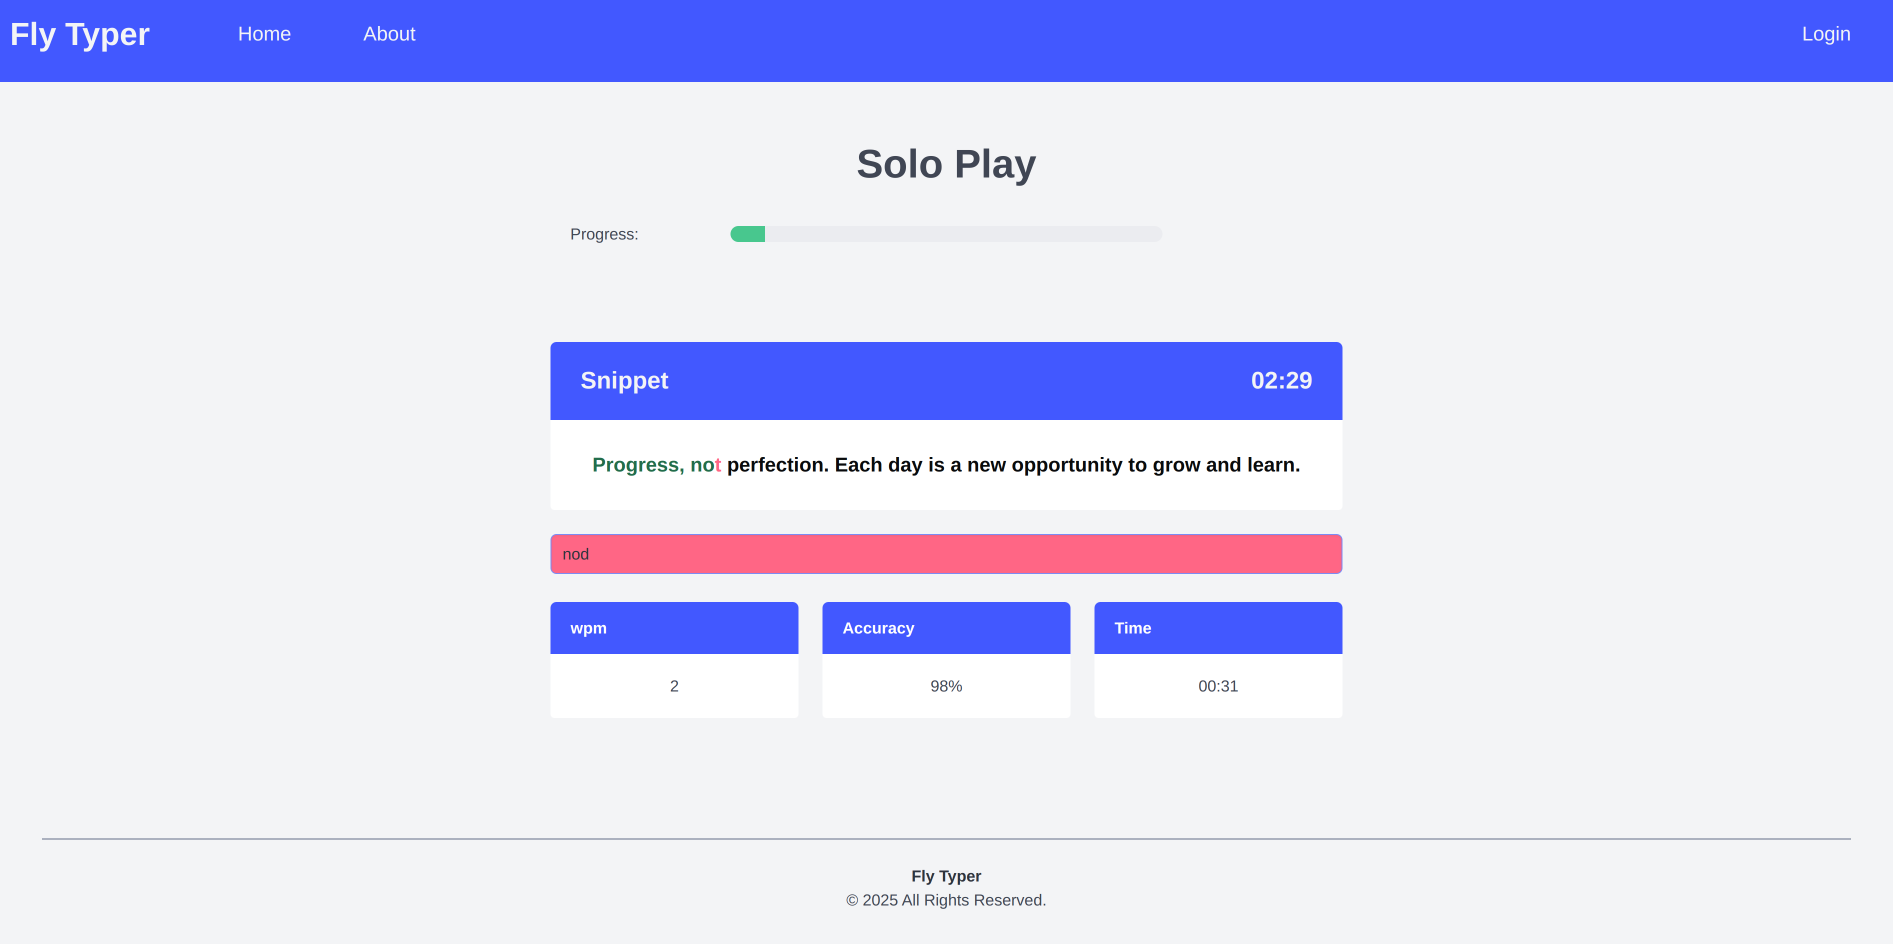 Fly Typer Home About Login
Solo Play
Progress:
Snippet 02:29
Progress, not perfection. Each day is a new opportunity to grow and learn.
nod
wpm Accuracy Time
2 98% 00:31
Fly Typer
© 2025 All Rights Reserved.